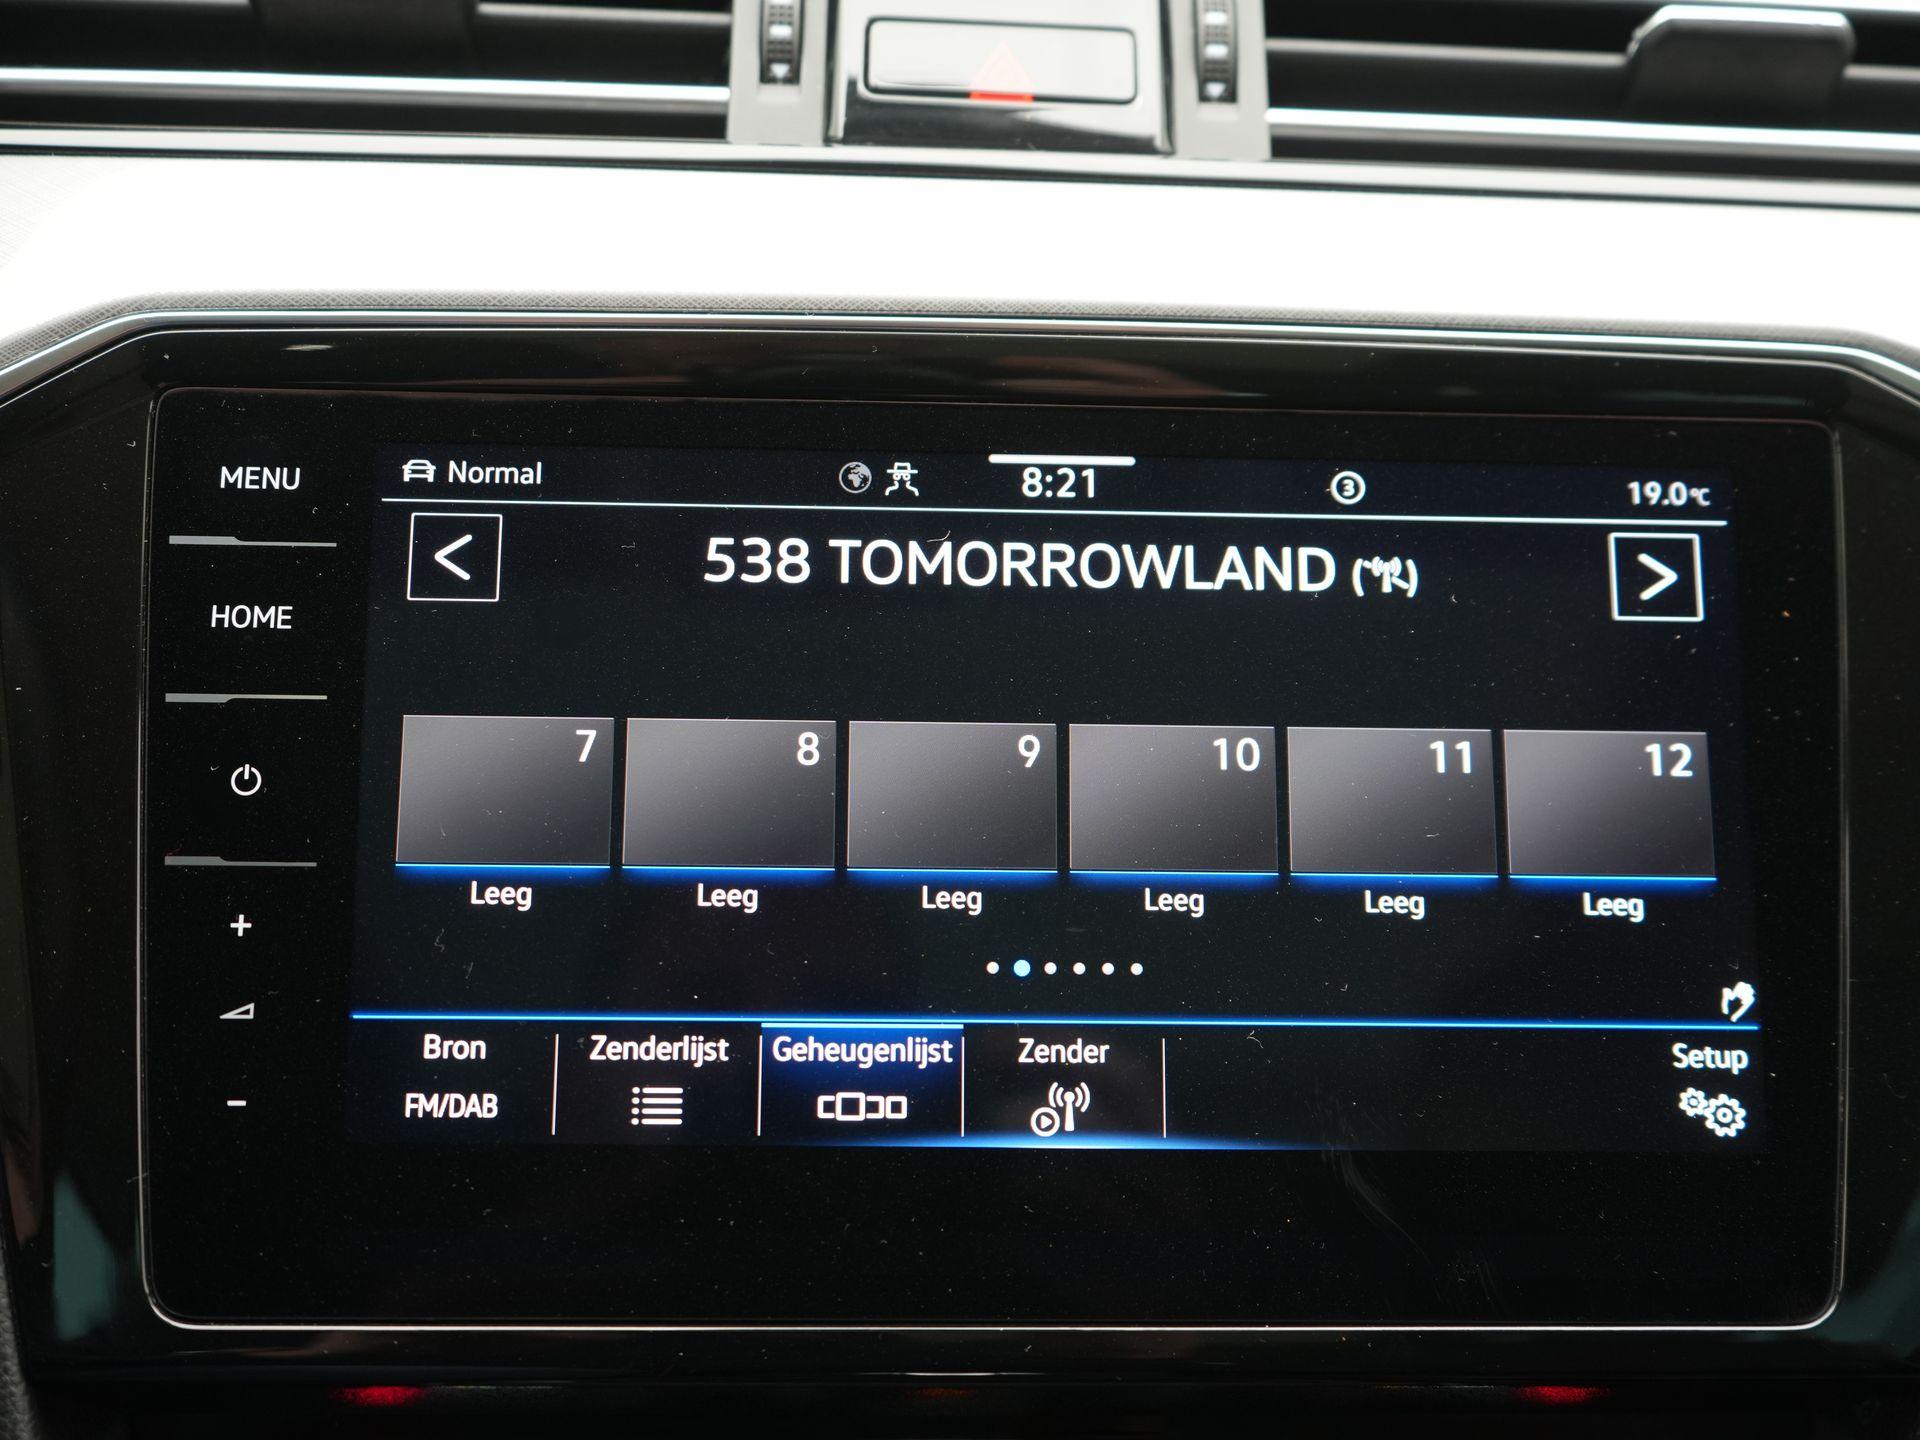 MENU
HOME
+
-
Normal
8:21
3
19.0°C
<
538 TOMORROWLAND
>
7
8
9
10
11
12
Leeg
Leeg
Leeg
Leeg
Leeg
Leeg
Bron
FM/DAB
Zenderlijst
Geheugenlijst
Zender
Setup